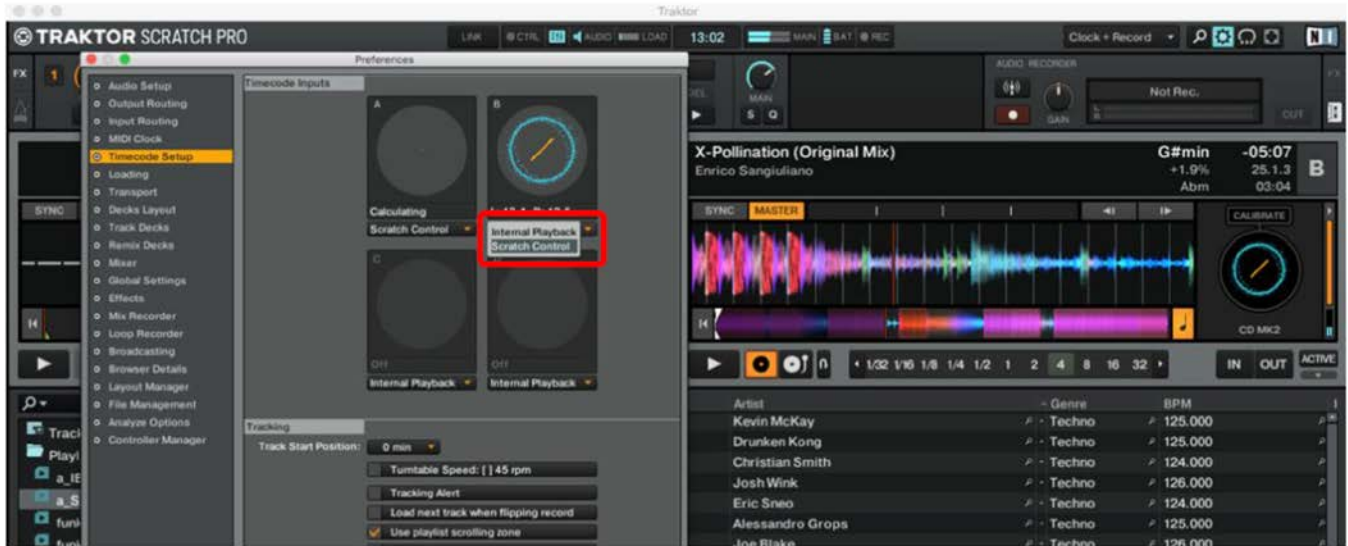 Traktor
TRAKTOR SCRATCH PRO
LINK CTRL AUDIO LOAD 13:02 MAIN BAT REC Clock + Record
Preferences
FX 1
MAIN
S Q
AUDIO RECORDER
GAIN
L
R
Not Rec.
CUT
FX
Audio Setup
Output Routing
Input Routing
MIDI Clock
Timecode Setup
Loading
Transport
Decks Layout
Track Decks
Remix Decks
Mixer
Global Settings
Effects
Mix Recorder
Loop Recorder
Broadcasting
Browser Details
Layout Manager
File Management
Analyze Options
Controller Manager
Timecode Inputs
A B
Calculating
Scratch Control
Internal Playback
Scratch Control
C
Off Off
Internal Playback Internal Playback
Tracking
Track Start Position: 0 min
Turntable Speed: [ ] 45 rpm
Tracking Alert
Load next track when flipping record
Use playlist scrolling zone
SYNC
X-Pollination (Original Mix) G#min -05:07
Enrico Sangiuliano +1.9% 25.1.3 B
Abm 03:04
SYNC MASTER CALIBRATE
CD MK2
1/32 1/16 1/8 1/4 1/2 1 2 4 8 16 32 IN OUT ACTIVE
Artist Genre BPM
Kevin McKay Techno 125.000
Drunken Kong Techno 125.000
Christian Smith Techno 124.000
Josh Wink Techno 126.000
Eric Sneo Techno 124.000
Alessandro Grops Techno 125.000
Joe Blake Techno 126.000